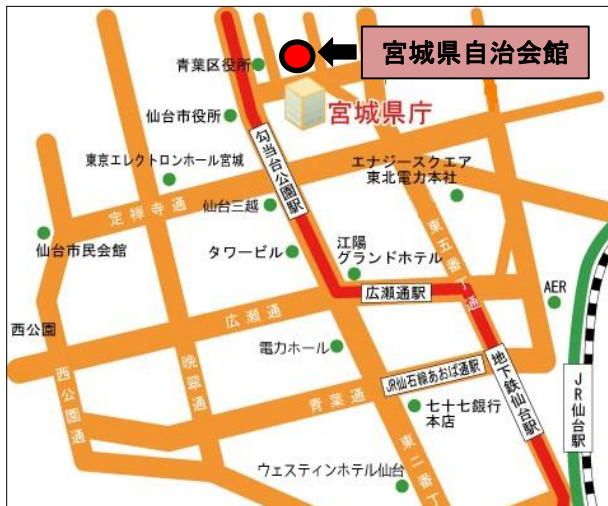 宮城県自治会館
青葉区役所
宮城県庁
仙台市役所
勾当台公園駅
東京エレクトロンホール宮城
エナジースクエア
東北電力本社
定禅寺通
仙台三越
仙台市民会館
タワービル
江陽
グランドホテル
東五番丁通
広瀬通駅
AER
西公園
広瀬通
電力ホール
晩翠通
西公園通
JR仙石線あおば通駅
地下鉄仙台駅
JR仙台駅
青葉通
七十七銀行
本店
東二番丁
ウェスティンホテル仙台